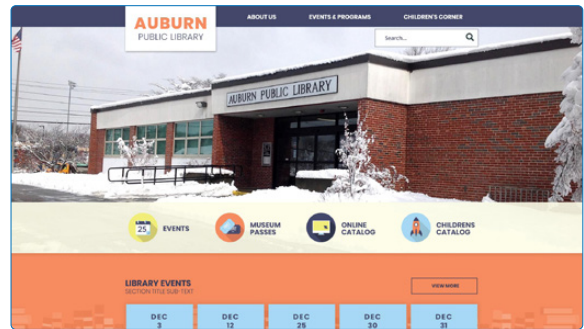 AUBURN
PUBLIC LIBRARY
ABOUT US
EVENTS & PROGRAMS
CHILDREN'S CORNER
Search...
AUBURN PUBLIC LIBRARY
25
EVENTS
MUSEUM
PASSES
ONLINE
CATALOG
CHILDRENS
CATALOG
LIBRARY EVENTS
SECTION TITLE SUB-TEXT
VIEW MORE
DEC
3
DEC
12
DEC
25
DEC
30
DEC
31